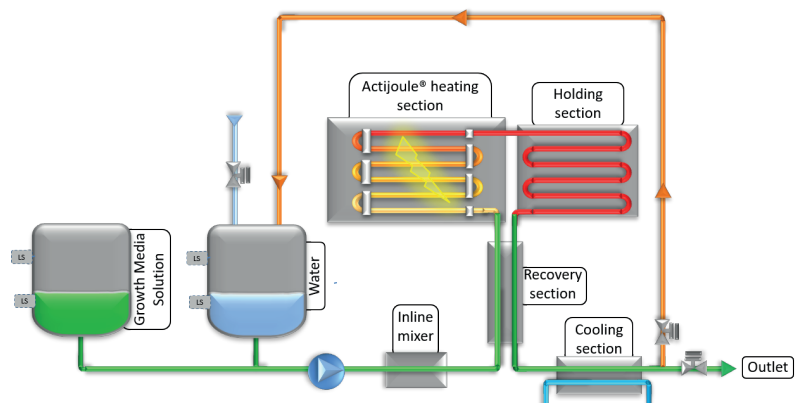 Actijoule® heating
section
Holding
section
LS
LS
Growth Media
Solution
LS
LS
Water
Recovery
section
Inline
mixer
Cooling
section
Outlet